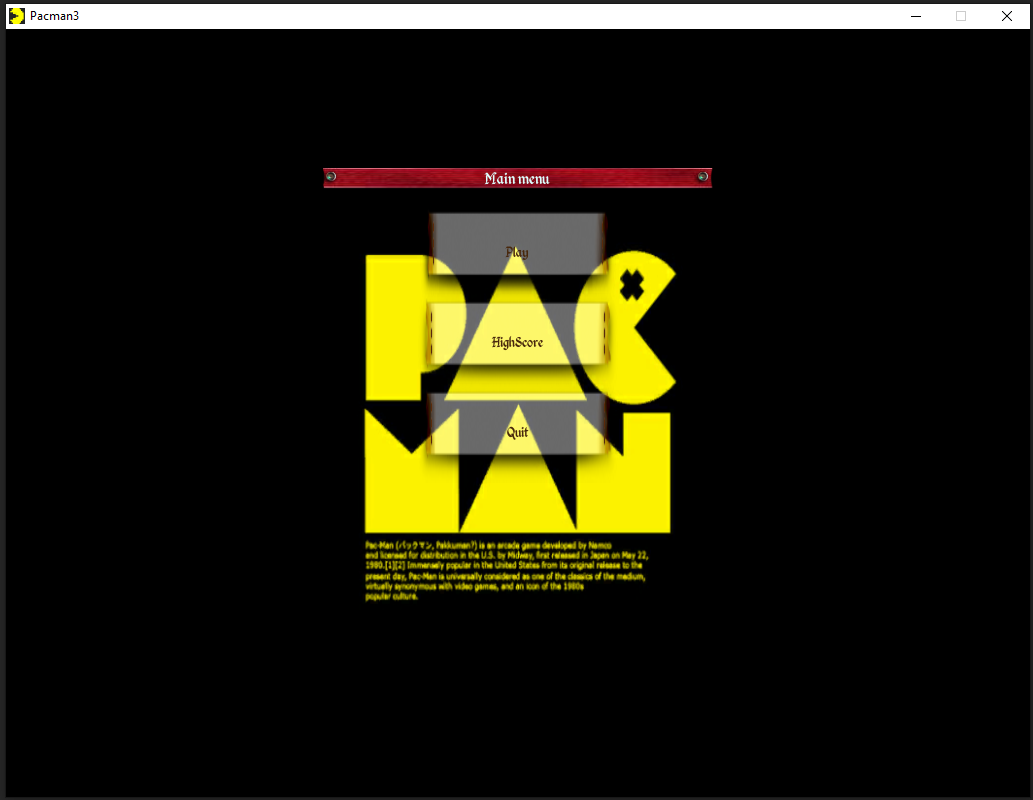 Pacman3
Main menu
Play
HighScore
Quit
PAC
MAN
Pac-Man (パックマン, Pakkuman?) is an arcade game developed by Namco
and licensed for distribution in the U.S. by Midway, first released in Japan on May 22,
1980.[1][2] Immensely popular in the United States from its original release to the
present day, Pac-Man is universally considered as one of the classics of the medium,
virtually synonymous with video games, and an icon of the 1980s
popular culture.